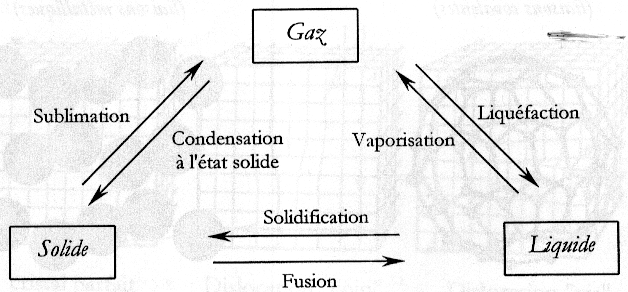 Gaz
Sublimation
Condensation
à l'état solide
Vaporisation
Liquéfaction
Solidification
Solide
Liquide
Fusion